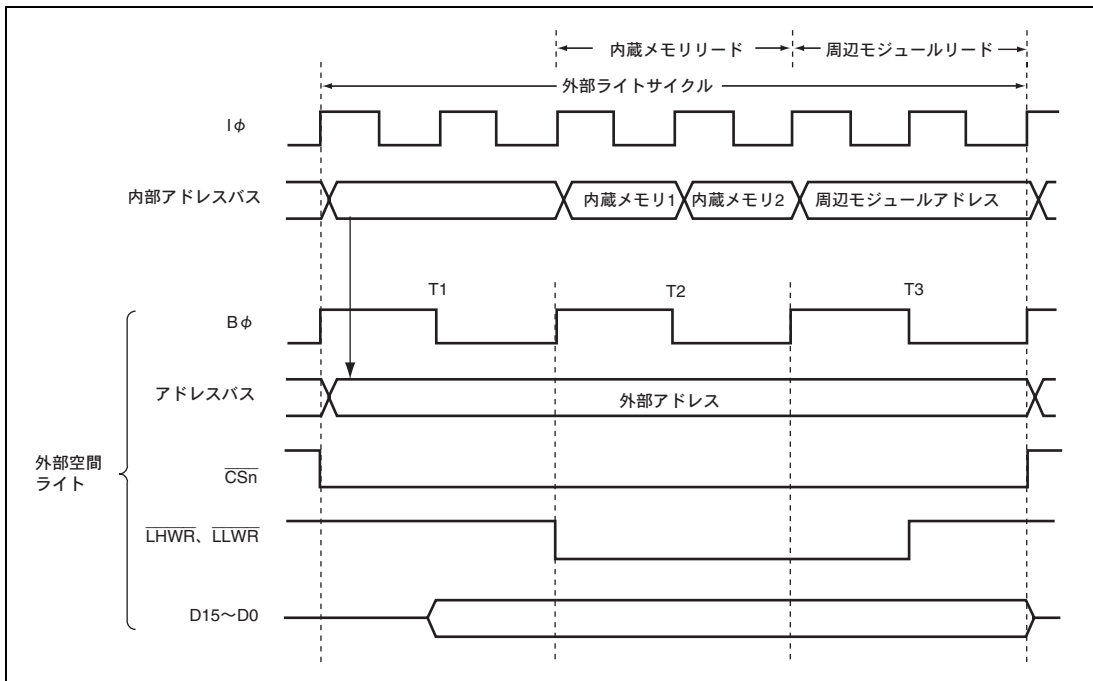 内蔵メモリリード 周辺モジュールリード
外部ライトサイクル
Iφ
内部アドレスバス 内蔵メモリ1 内蔵メモリ2 周辺モジュールアドレス
T1 T2 T3
Bφ
アドレスバス 外部アドレス
外部空間
ライト
CSn
LHWR、LLWR
D15～D0